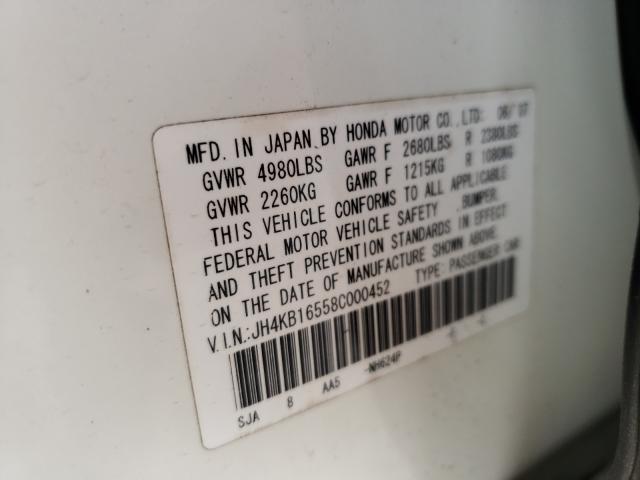 MFD. IN JAPAN BY HONDA MOTOR CO.,LTD: 06/'07
GVWR 4980LBS GAWR F 2680LBS R 2380LBS
GVWR 2260KG GAWR F 1215KG R 1080KG
THIS VEHICLE CONFORMS TO ALL APPLICABLE
FEDERAL MOTOR VEHICLE SAFETY ,BUMPER,
AND THEFT PREVENTION STANDARDS IN EFFECT
ON THE DATE OF MANUFACTURE SHOWN ABOVE.
V.I.N.:JH4KB16558C000452 TYPE: PASSENGER CAR
SJA 8 AA5 NH624P